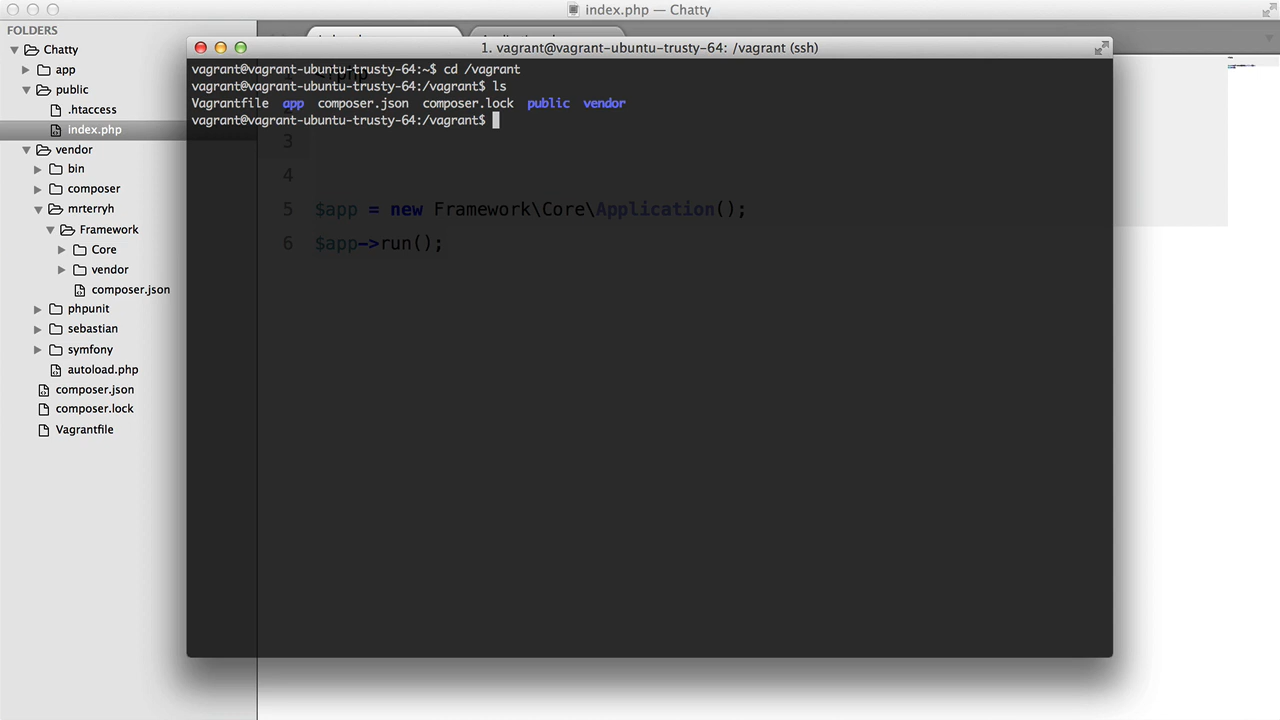 index.php — Chatty
FOLDERS
Chatty
app
public
.htaccess
index.php
vendor
bin
composer
mrterryh
Framework
Core
vendor
composer.json
phpunit
sebastian
symfony
autoload.php
composer.json
composer.lock
Vagrantfile
1. vagrant@vagrant-ubuntu-trusty-64: /vagrant (ssh)
vagrant@vagrant-ubuntu-trusty-64:~$ cd /vagrant
vagrant@vagrant-ubuntu-trusty-64:/vagrant$ ls
Vagrantfile app composer.json composer.lock public vendor
vagrant@vagrant-ubuntu-trusty-64:/vagrant$
3
4
5 $app = new Framework\Core\Application();
6 $app->run();